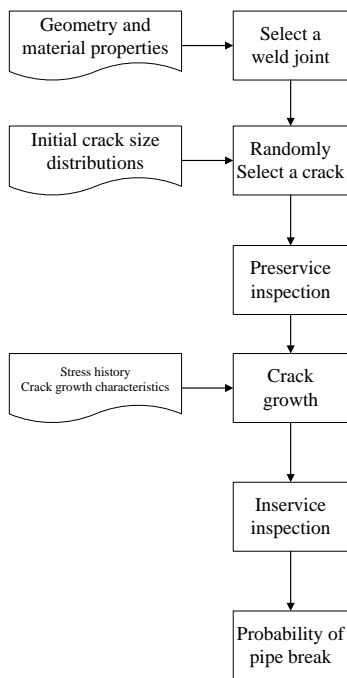 Geometry and
material properties
Select a
weld joint
Initial crack size
distributions
Randomly
Select a crack
Preservice
inspection
Stress history
Crack growth characteristics
Crack
growth
Inservice
inspection
Probability of
pipe break